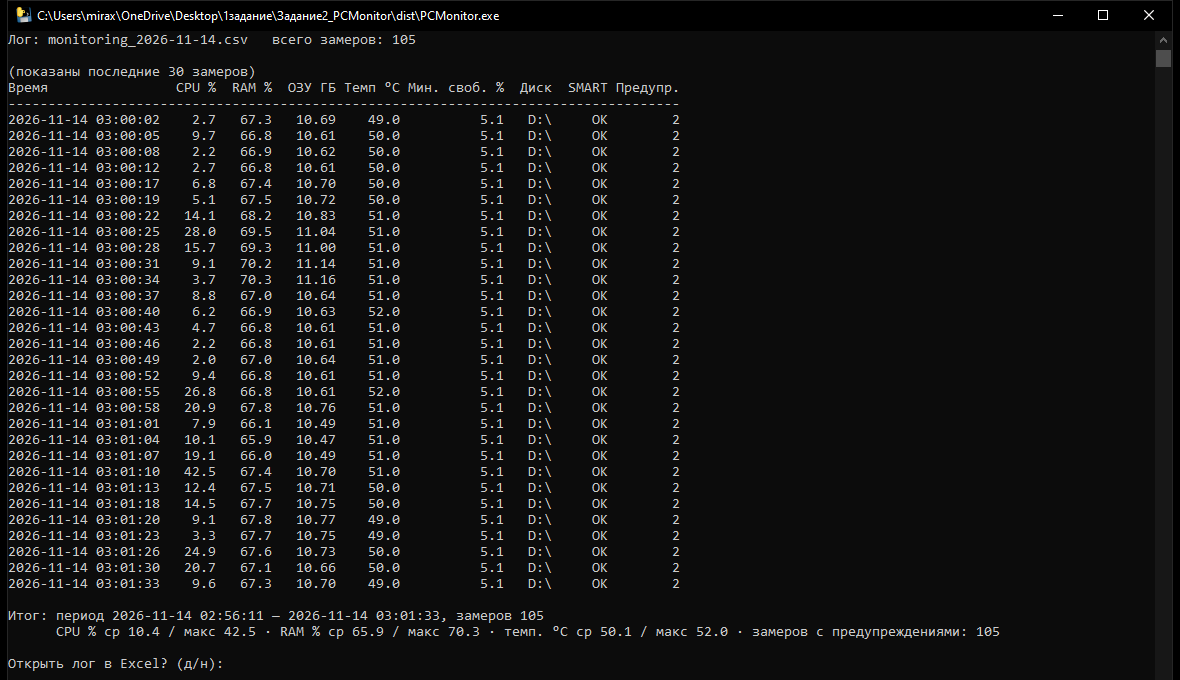 C:\Users\mirax\OneDrive\Desktop\1задание\Задание2_PCMonitor\dist\PCMonitor.exe
Лог: monitoring_2026-11-14.csv   всего замеров: 105
(показаны последние 30 замеров)
Время                CPU %  RAM %  ОЗУ ГБ Темп °C Мин. своб. %  Диск  SMART Предупр.
------------------------------------------------------------------------------------
2026-11-14 03:00:02    2.7   67.3   10.69    49.0          5.1   D:\     OK        2
2026-11-14 03:00:05    9.7   66.8   10.61    50.0          5.1   D:\     OK        2
2026-11-14 03:00:08    2.2   66.9   10.62    50.0          5.1   D:\     OK        2
2026-11-14 03:00:12    2.7   66.8   10.61    50.0          5.1   D:\     OK        2
2026-11-14 03:00:17    6.8   67.4   10.70    50.0          5.1   D:\     OK        2
2026-11-14 03:00:19    5.1   67.5   10.72    50.0          5.1   D:\     OK        2
2026-11-14 03:00:22   14.1   68.2   10.83    51.0          5.1   D:\     OK        2
2026-11-14 03:00:25   28.0   69.5   11.04    51.0          5.1   D:\     OK        2
2026-11-14 03:00:28   15.7   69.3   11.00    51.0          5.1   D:\     OK        2
2026-11-14 03:00:31    9.1   70.2   11.14    51.0          5.1   D:\     OK        2
2026-11-14 03:00:34    3.7   70.3   11.16    51.0          5.1   D:\     OK        2
2026-11-14 03:00:37    8.8   67.0   10.64    51.0          5.1   D:\     OK        2
2026-11-14 03:00:40    6.2   66.9   10.63    52.0          5.1   D:\     OK        2
2026-11-14 03:00:43    4.7   66.8   10.61    51.0          5.1   D:\     OK        2
2026-11-14 03:00:46    2.2   66.8   10.61    51.0          5.1   D:\     OK        2
2026-11-14 03:00:49    2.0   67.0   10.64    51.0          5.1   D:\     OK        2
2026-11-14 03:00:52    9.4   66.8   10.61    51.0          5.1   D:\     OK        2
2026-11-14 03:00:55   26.8   66.8   10.61    52.0          5.1   D:\     OK        2
2026-11-14 03:00:58   20.9   67.8   10.76    51.0          5.1   D:\     OK        2
2026-11-14 03:01:01    7.9   66.1   10.49    51.0          5.1   D:\     OK        2
2026-11-14 03:01:04   10.1   65.9   10.47    51.0          5.1   D:\     OK        2
2026-11-14 03:01:07   19.1   66.0   10.49    51.0          5.1   D:\     OK        2
2026-11-14 03:01:10   42.5   67.4   10.70    51.0          5.1   D:\     OK        2
2026-11-14 03:01:13   12.4   67.5   10.71    50.0          5.1   D:\     OK        2
2026-11-14 03:01:18   14.5   67.7   10.75    50.0          5.1   D:\     OK        2
2026-11-14 03:01:20    9.1   67.8   10.77    49.0          5.1   D:\     OK        2
2026-11-14 03:01:23    3.3   67.7   10.75    49.0          5.1   D:\     OK        2
2026-11-14 03:01:26   24.9   67.6   10.73    50.0          5.1   D:\     OK        2
2026-11-14 03:01:30   20.7   67.1   10.66    50.0          5.1   D:\     OK        2
2026-11-14 03:01:33    9.6   67.3   10.70    49.0          5.1   D:\     OK        2
Итог: период 2026-11-14 02:56:11 — 2026-11-14 03:01:33, замеров 105
CPU % ср 10.4 / макс 42.5 · RAM % ср 65.9 / макс 70.3 · темп. °C ср 50.1 / макс 52.0 · замеров с предупреждениями: 105
Открыть лог в Excel? (д/н):